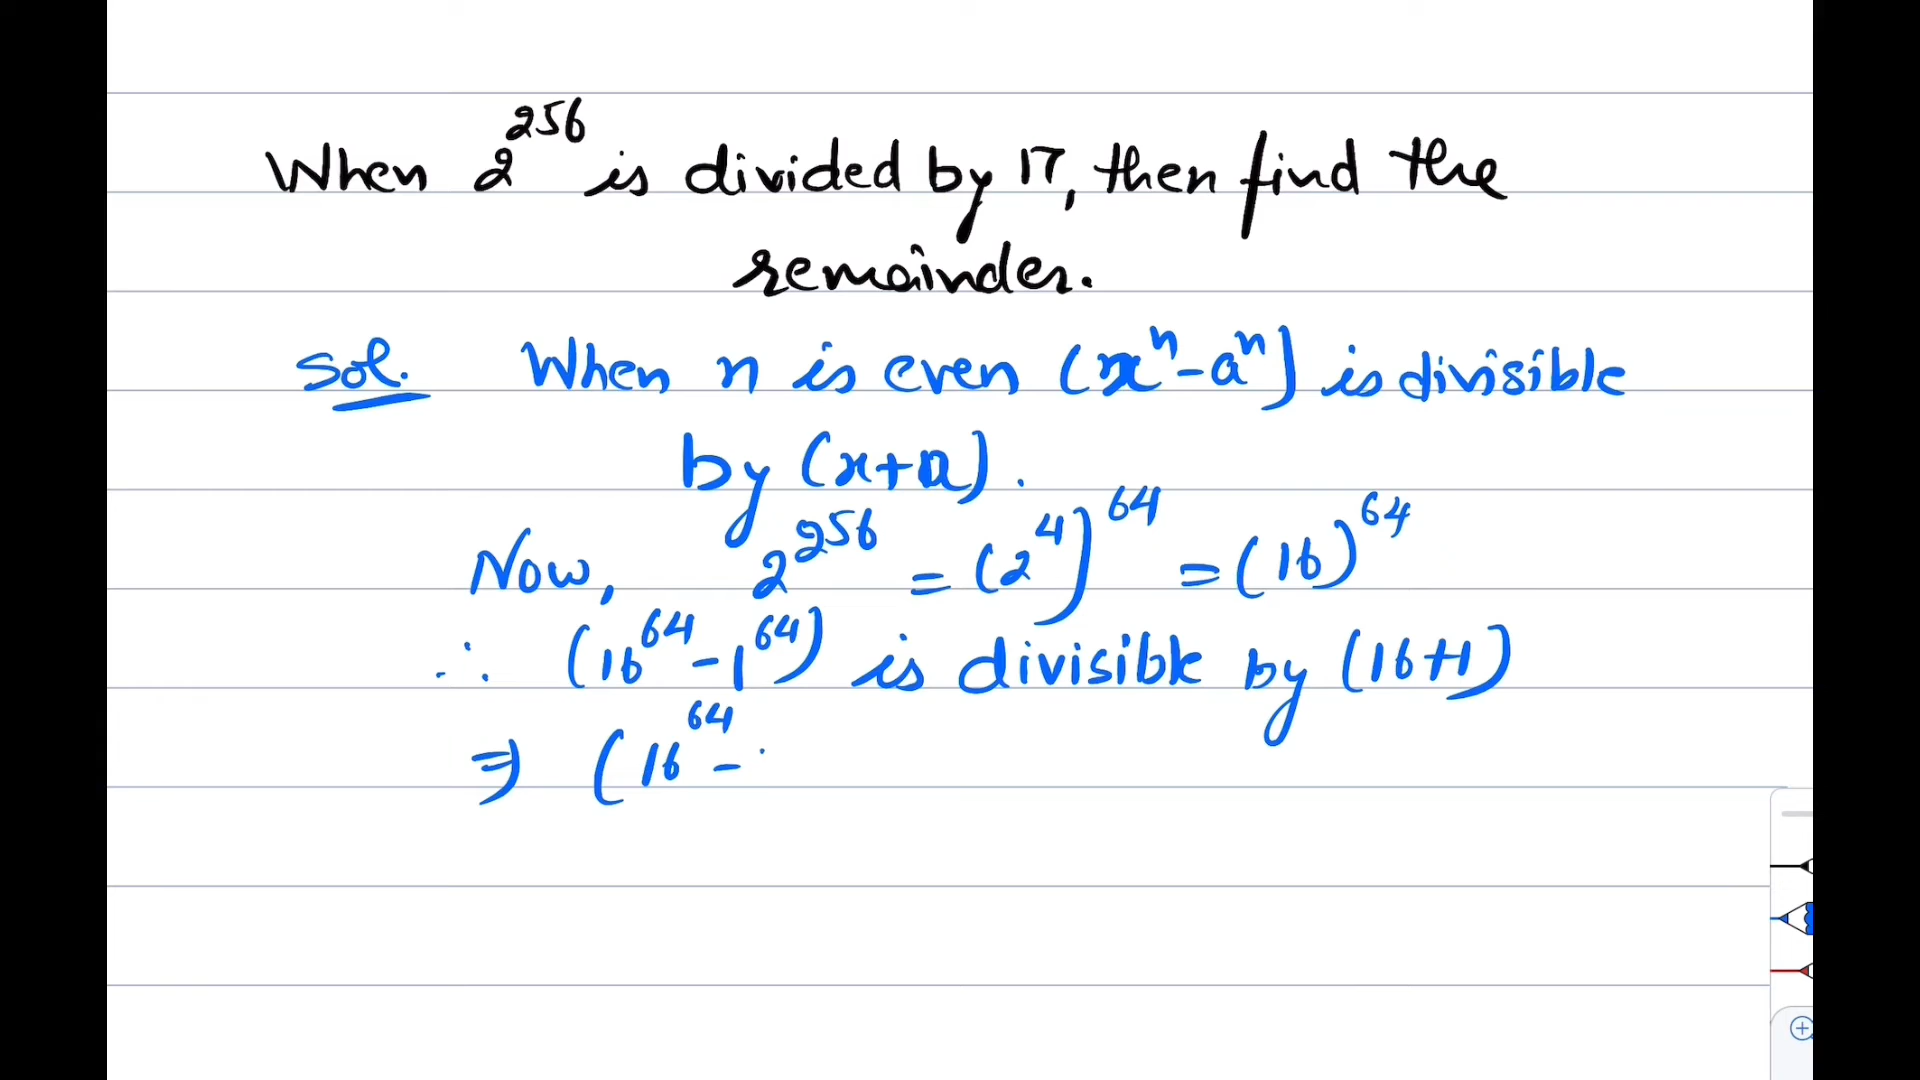 When 2^256 is divided by 17, then find the
remainder.
Sol. When n is even (x^n-a^n) is divisible
by (x+a).
Now, 2^256 = (2^4)^64 = (16)^64
∴ (16^64-1^64) is divisible by (16+1)
⇒ (16^64 -